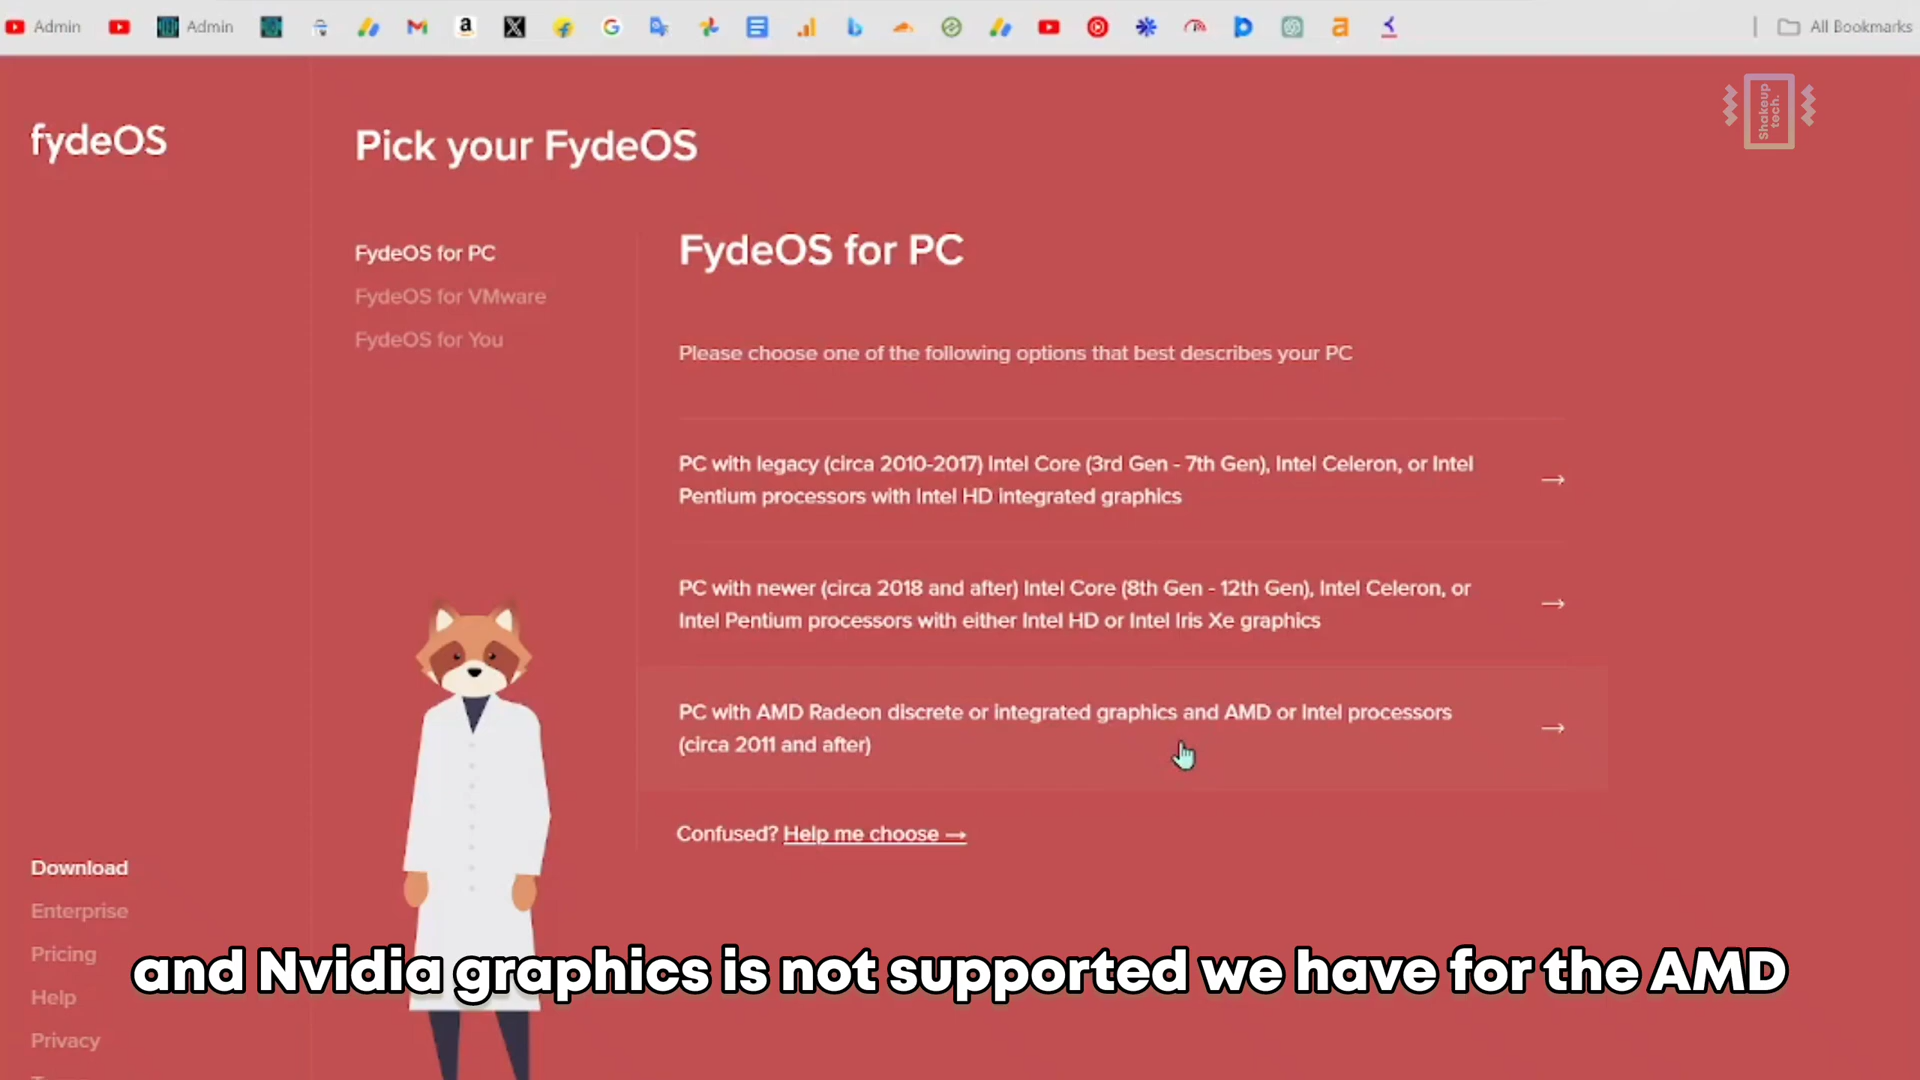 Admin
Admin
All Bookmarks
Shakeup
tech.
fydeOS
Pick your FydeOS
FydeOS for PC
FydeOS for VMware
FydeOS for You
FydeOS for PC
Please choose one of the following options that best describes your PC
PC with legacy (circa 2010-2017) Intel Core (3rd Gen - 7th Gen), Intel Celeron, or Intel
Pentium processors with Intel HD integrated graphics
PC with newer (circa 2018 and after) Intel Core (8th Gen - 12th Gen), Intel Celeron, or
Intel Pentium processors with either Intel HD or Intel Iris Xe graphics
PC with AMD Radeon discrete or integrated graphics and AMD or Intel processors
(circa 2011 and after)
Confused? Help me choose →
Download
Enterprise
Pricing
Help
Privacy
and Nvidia graphics is not supported we have for the AMD